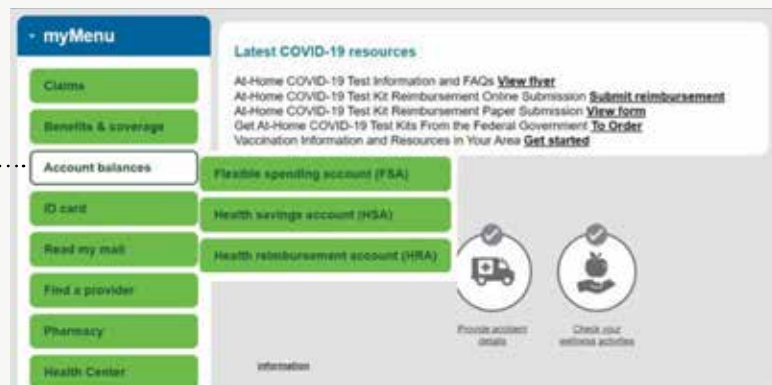 myMenu
Claims
Benefits & coverage
Account balances
ID card
Read my mail
Find a provider
Pharmacy
Health Center
Latest COVID-19 resources
At-Home COVID-19 Test Information and FAQs View flyer
At-Home COVID-19 Test Kit Reimbursement Online Submission Submit reimbursement
At-Home COVID-19 Test Kit Reimbursement Paper Submission View form
Get At-Home COVID-19 Test Kits From the Federal Government To Order
Vaccination Information and Resources in Your Area Get started
Flexible spending account (FSA)
Health savings account (HSA)
Health reimbursement account (HRA)
Provide accident
details
Check your
wellness activities
information